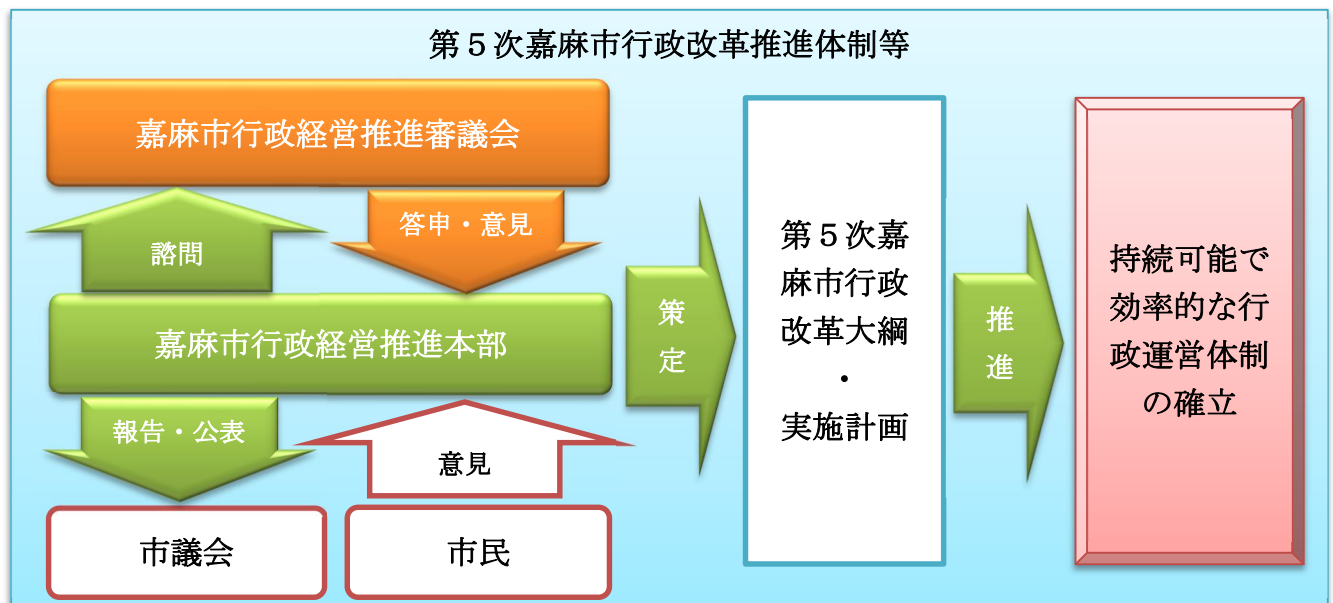 第５次嘉麻市行政改革推進体制等
嘉麻市行政経営推進審議会
諮問
答申・意見
嘉麻市行政経営推進本部
報告・公表
意見
市議会
市民
策
定
第５次嘉
麻市行政
改革大綱
・
実施計画
推
進
持続可能で
効率的な行
政運営体制
の確立